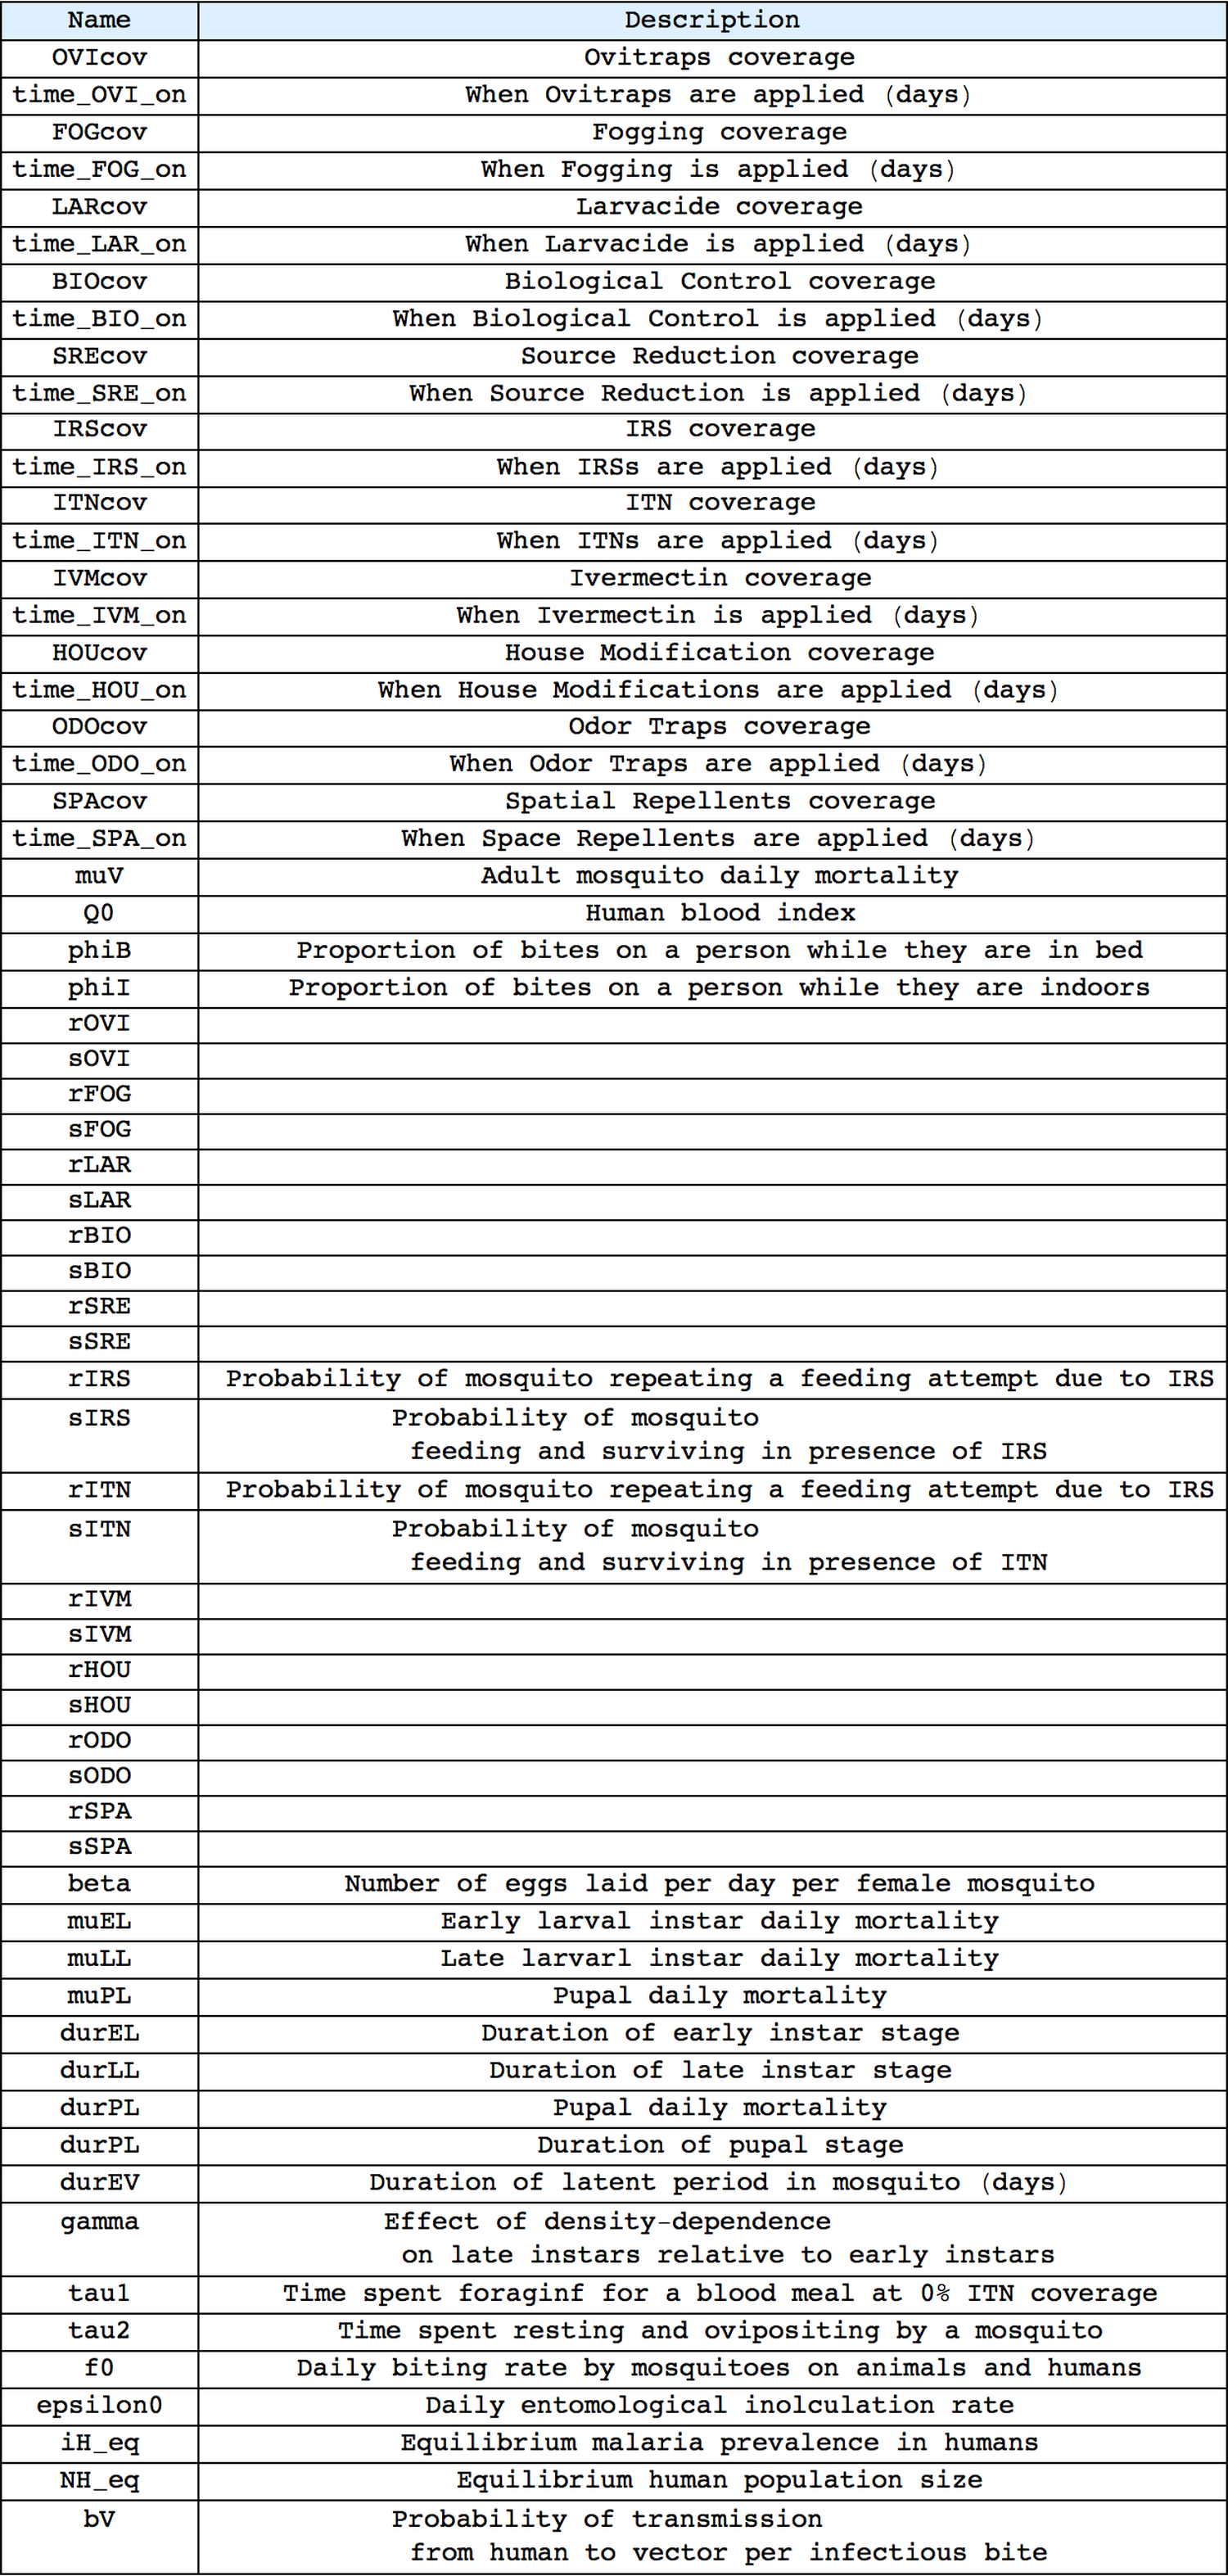 Name Description
OVIcov Ovitraps coverage
time_OVI_on When Ovitraps are applied (days)
FOGcov Fogging coverage
time_FOG_on When Fogging is applied (days)
LARcov Larvacide coverage
time_LAR_on When Larvacide is applied (days)
BIOcov Biological Control coverage
time_BIO_on When Biological Control is applied (days)
SREcov Source Reduction coverage
time_SRE_on When Source Reduction is applied (days)
IRScov IRS coverage
time_IRS_on When IRSs are applied (days)
ITNcov ITN coverage
time_ITN_on When ITNs are applied (days)
IVMcov Ivermectin coverage
time_IVM_on When Ivermectin is applied (days)
HOUcov House Modification coverage
time_HOU_on When House Modifications are applied (days)
ODOcov Odor Traps coverage
time_ODO_on When Odor Traps are applied (days)
SPAcov Spatial Repellents coverage
time_SPA_on When Space Repellents are applied (days)
muV Adult mosquito daily mortality
Q0 Human blood index
phiB Proportion of bites on a person while they are in bed
phiI Proportion of bites on a person while they are indoors
rOVI
sOVI
rFOG
sFOG
rLAR
sLAR
rBIO
sBIO
rSRE
sSRE
rIRS Probability of mosquito repeating a feeding attempt due to IRS
sIRS Probability of mosquito
feeding and surviving in presence of IRS
rITN Probability of mosquito repeating a feeding attempt due to IRS
sITN Probability of mosquito
feeding and surviving in presence of ITN
rIVM
sIVM
rHOU
sHOU
rODO
sODO
rSPA
sSPA
beta Number of eggs laid per day per female mosquito
muEL Early larval instar daily mortality
muLL Late larvarl instar daily mortality
muPL Pupal daily mortality
durEL Duration of early instar stage
durLL Duration of late instar stage
durPL Pupal daily mortality
durPL Duration of pupal stage
durEV Duration of latent period in mosquito (days)
gamma Effect of density-dependence
on late instars relative to early instars
tau1 Time spent foraginf for a blood meal at 0% ITN coverage
tau2 Time spent resting and ovipositing by a mosquito
f0 Daily biting rate by mosquitoes on animals and humans
epsilon0 Daily entomological inolculation rate
iH_eq Equilibrium malaria prevalence in humans
NH_eq Equilibrium human population size
bV Probability of transmission
from human to vector per infectious bite